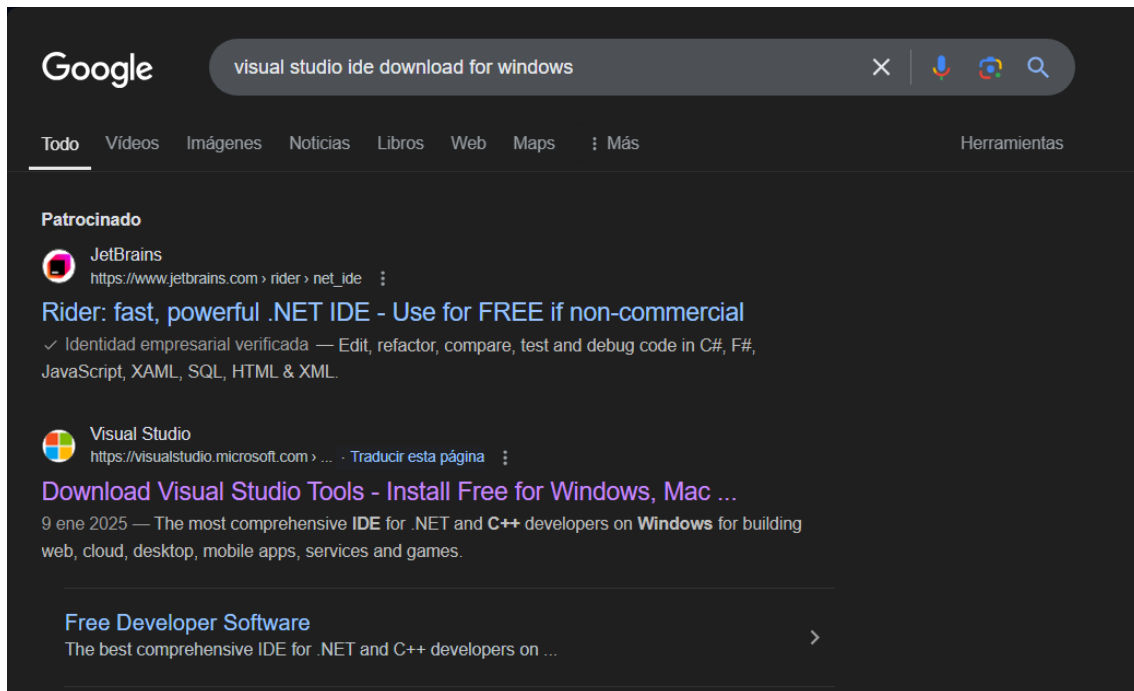 Google
visual studio ide download for windows
Todo Vídeos Imágenes Noticias Libros Web Maps Más Herramientas
Patrocinado
JetBrains
https://www.jetbrains.com › rider › net_ide
Rider: fast, powerful .NET IDE - Use for FREE if non-commercial
Identidad empresarial verificada — Edit, refactor, compare, test and debug code in C#, F#,
JavaScript, XAML, SQL, HTML & XML.
Visual Studio
https://visualstudio.microsoft.com › ... · Traducir esta página
Download Visual Studio Tools - Install Free for Windows, Mac ...
9 ene 2025 — The most comprehensive IDE for .NET and C++ developers on Windows for building
web, cloud, desktop, mobile apps, services and games.
Free Developer Software
The best comprehensive IDE for .NET and C++ developers on ...